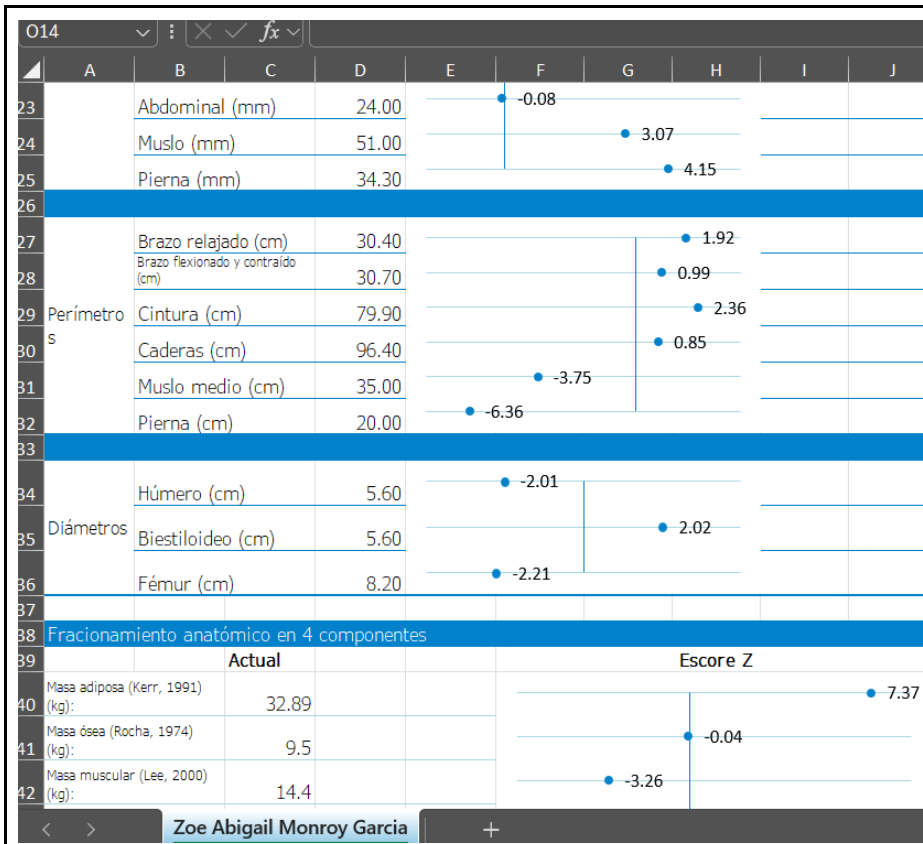 O14 fx
A B C D E F G H I J
23 Abdominal (mm) 24.00 -0.08
24 Muslo (mm) 51.00 3.07
25 Pierna (mm) 34.30 4.15
26
27 Brazo relajado (cm) 30.40 1.92
Brazo flexionado y contraído
28 (cm) 30.70 0.99
29 Perímetro Cintura (cm) 79.90 2.36
s
30 Caderas (cm) 96.40 0.85
31 Muslo medio (cm) 35.00 -3.75
32 Pierna (cm) 20.00 -6.36
33
34 Húmero (cm) 5.60 -2.01
Diámetros
35 Biestiloideo (cm) 5.60 2.02
36 Fémur (cm) 8.20 -2.21
37
38 Fracionamiento anatómico en 4 componentes
39 Actual Escore Z
Masa adiposa (Kerr, 1991)
40 (kg): 32.89 7.37
Masa ósea (Rocha, 1974)
41 (kg): 9.5 -0.04
Masa muscular (Lee, 2000)
42 (kg): 14.4 -3.26
Zoe Abigail Monroy Garcia